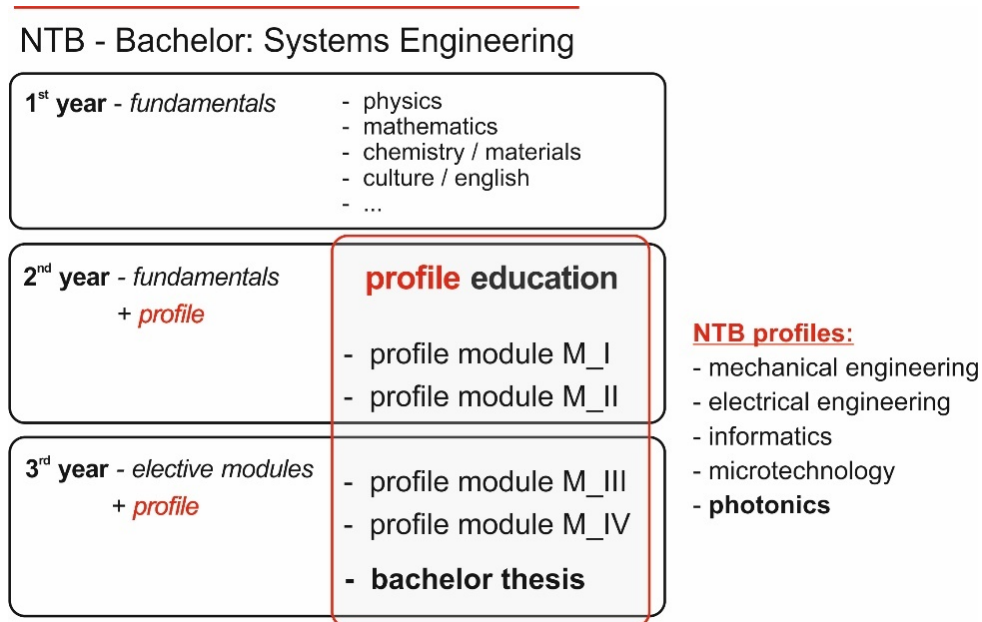 NTB - Bachelor: Systems Engineering
1st year - fundamentals
- physics
- mathematics
- chemistry / materials
- culture / english
- ...
2nd year - fundamentals
+ profile
profile education
- profile module M_I
- profile module M_II
3rd year - elective modules
+ profile
- profile module M_III
- profile module M_IV
- bachelor thesis
NTB profiles:
- mechanical engineering
- electrical engineering
- informatics
- microtechnology
- photonics